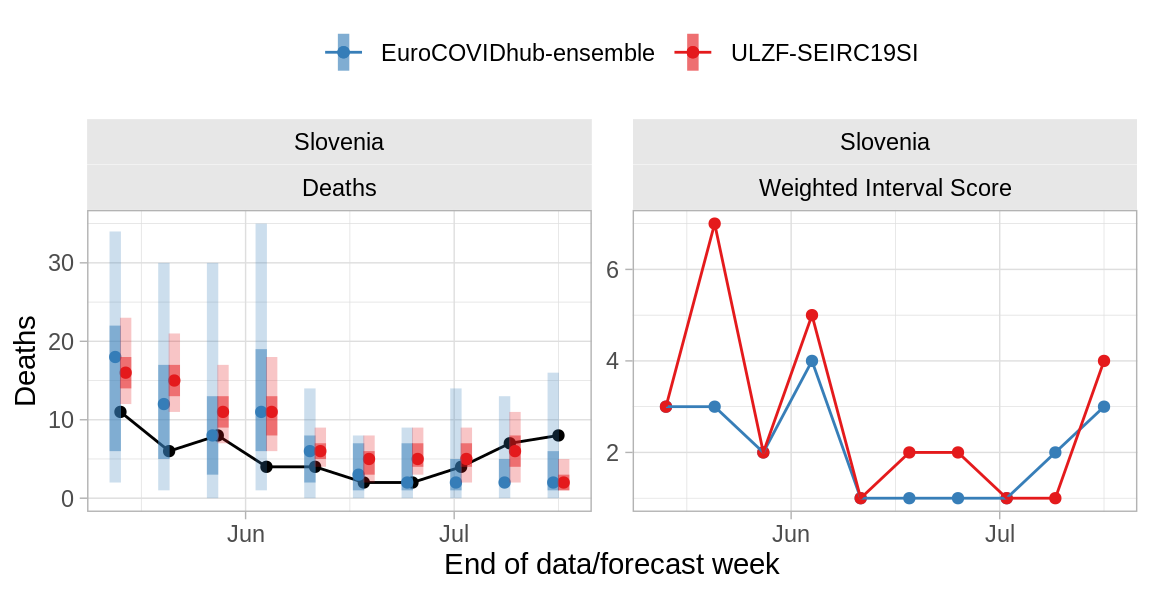 EuroCOVIDhub-ensemble ULZF-SEIRC19SI
Slovenia Slovenia
Deaths Weighted Interval Score
Deaths
30
20
10
0
6
4
2
Jun Jul Jun Jul
End of data/forecast week